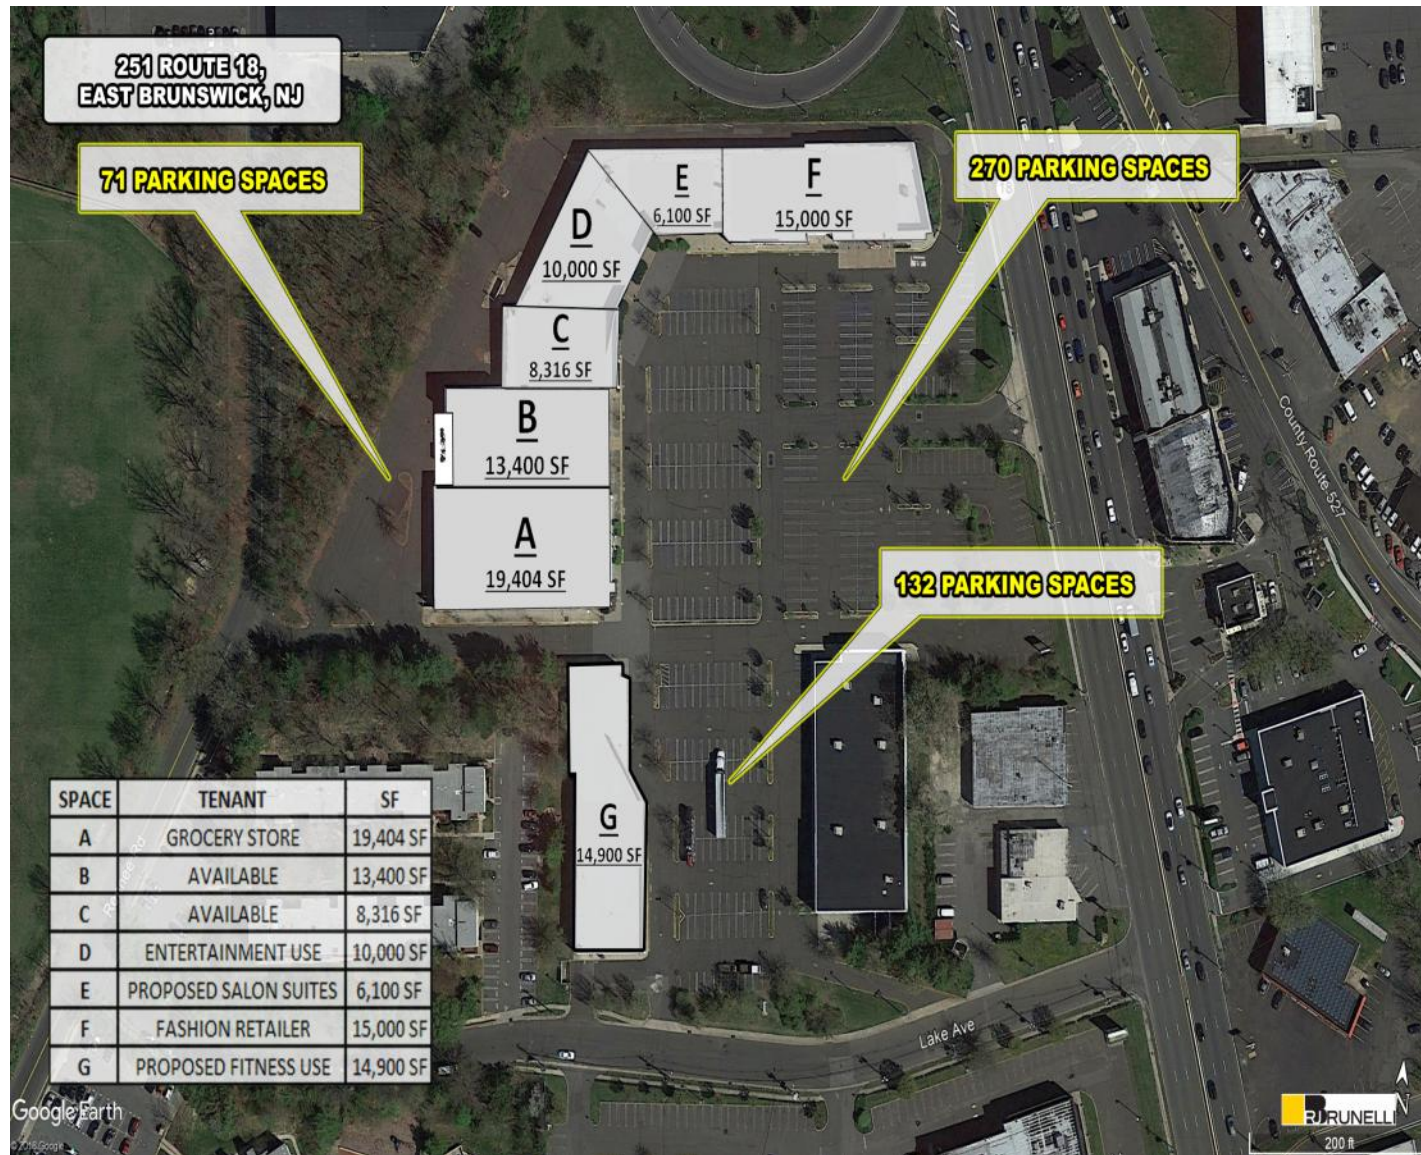 251 ROUTE 18,
EAST BRUNSWICK, NJ
71 PARKING SPACES
270 PARKING SPACES
E
6,100 SF
F
15,000 SF
D
10,000 SF
C
8,316 SF
B
13,400 SF
A
19,404 SF
County Route 527
132 PARKING SPACES
G
14,900 SF
SPACE TENANT SF
A GROCERY STORE 19,404 SF
B AVAILABLE 13,400 SF
C AVAILABLE 8,316 SF
D ENTERTAINMENT USE 10,000 SF
E PROPOSED SALON SUITES 6,100 SF
F FASHION RETAILER 15,000 SF
G PROPOSED FITNESS USE 14,900 SF
Lake Ave
Google Earth
N
RJBRUNELLI
200 ft